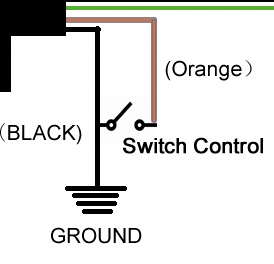 (Orange）
（BLACK)
Switch Control
GROUND